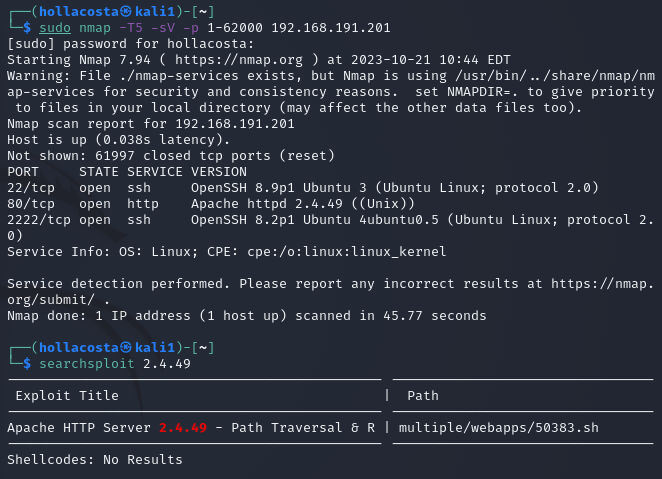 ┌──(hollacosta㉿kali1)-[~]
└─$ sudo nmap -T5 -sV -p 1-62000 192.168.191.201
[sudo] password for hollacosta:
Starting Nmap 7.94 ( https://nmap.org ) at 2023-10-21 10:44 EDT
Warning: File ./nmap-services exists, but Nmap is using /usr/bin/../share/nmap/nm
ap-services for security and consistency reasons.  set NMAPDIR=. to give priority
 to files in your local directory (may affect the other data files too).
Nmap scan report for 192.168.191.201
Host is up (0.038s latency).
Not shown: 61997 closed tcp ports (reset)
PORT     STATE SERVICE VERSION
22/tcp   open  ssh     OpenSSH 8.9p1 Ubuntu 3 (Ubuntu Linux; protocol 2.0)
80/tcp   open  http    Apache httpd 2.4.49 ((Unix))
2222/tcp open  ssh     OpenSSH 8.2p1 Ubuntu 4ubuntu0.5 (Ubuntu Linux; protocol 2.
0)
Service Info: OS: Linux; CPE: cpe:/o:linux:linux_kernel

Service detection performed. Please report any incorrect results at https://nmap.
org/submit/ .
Nmap done: 1 IP address (1 host up) scanned in 45.77 seconds

┌──(hollacosta㉿kali1)-[~]
└─$ searchsploit 2.4.49
 Exploit Title | Path
Apache HTTP Server 2.4.49 - Path Traversal & R | multiple/webapps/50383.sh
Shellcodes: No Results